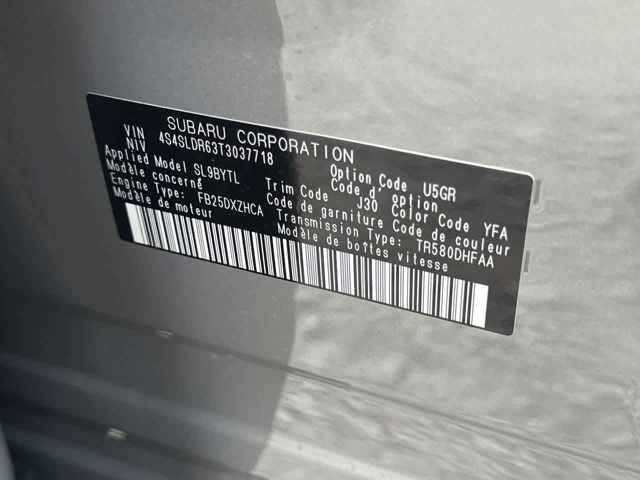 SUBARU CORPORATION
VIN
NIV 4S4SLDR63T3037718
Applied Model SL9BYTL Option Code U5GR
Modèle concerné Code d' option
Engine Type: FB25DXZHCA Trim Code J30 Color Code YFA
Modèle de moteur Code de garniture Code de couleur
Transmission Type: TR580DHFAA
Modèle de boîtes vitesse